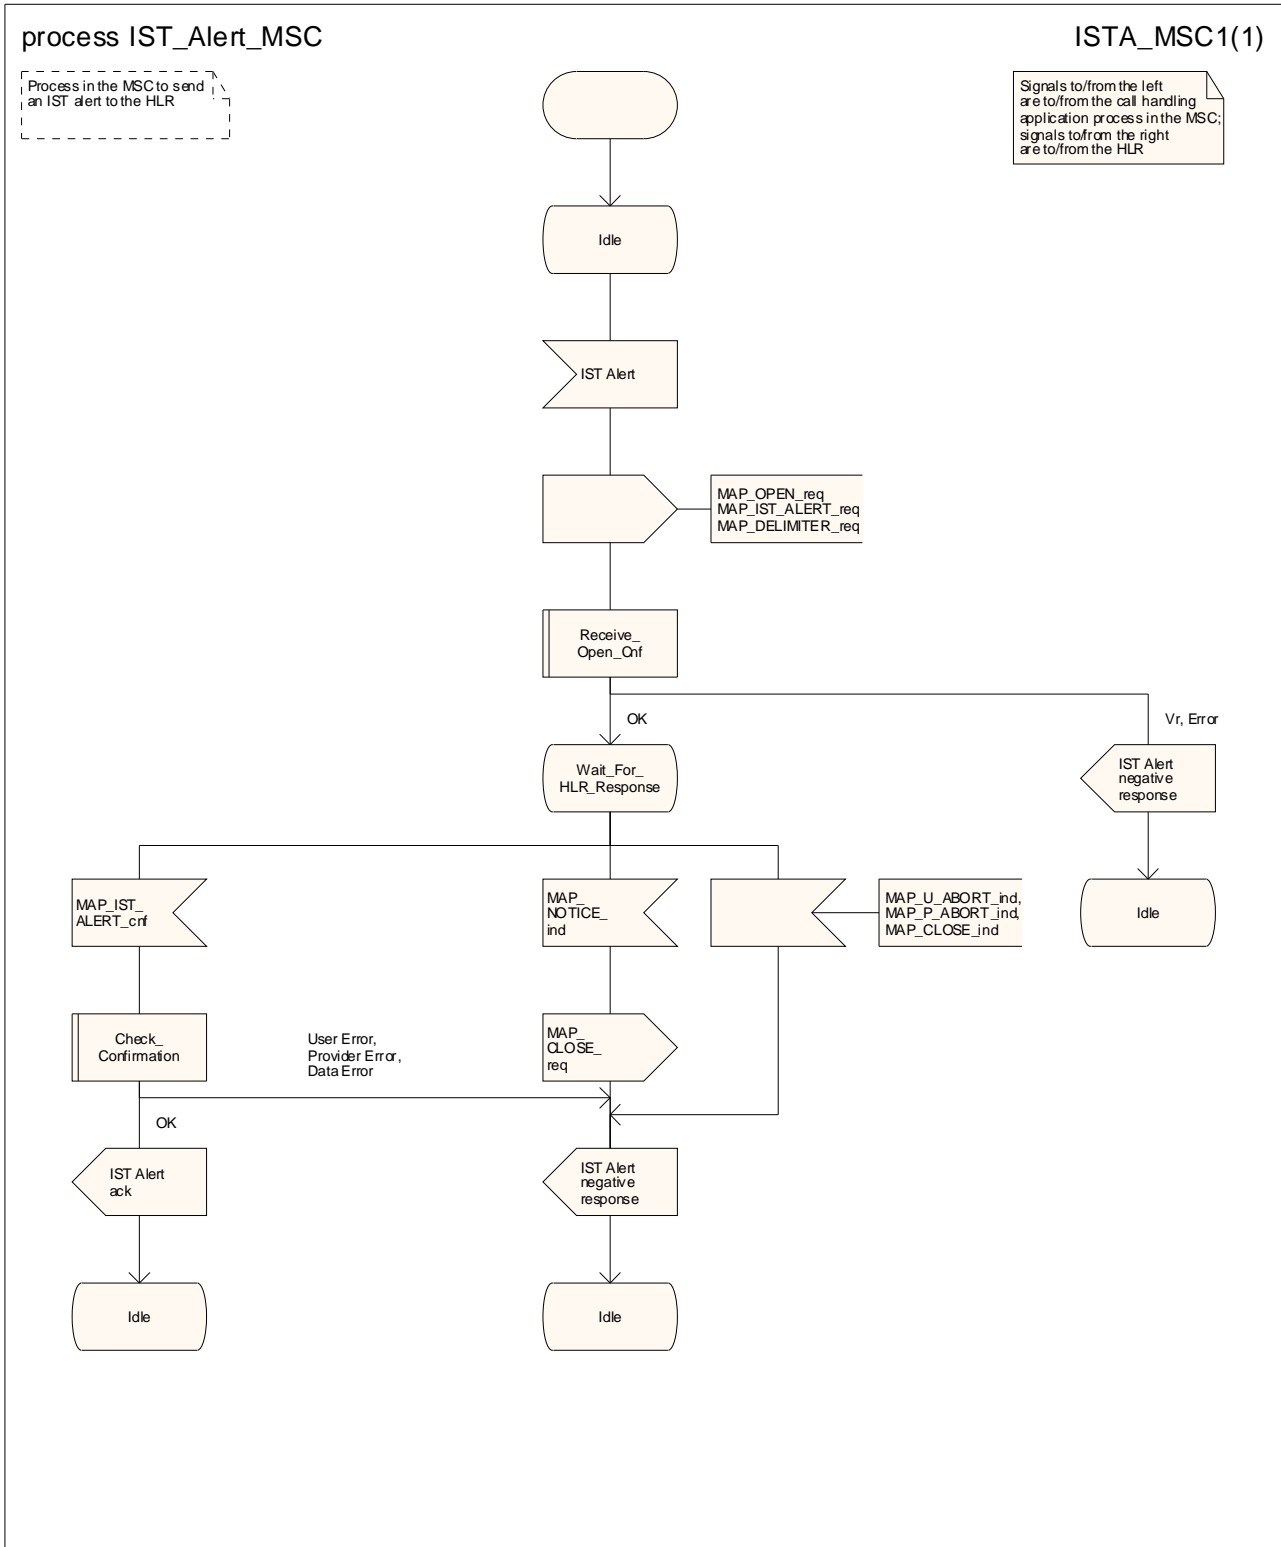 process IST_Alert_MSC
ISTA_MSC1(1)
Process in the MSC to send
an IST alert to the HLR
Signals to/from the left
are to/from the call handling
application process in the MSC;
signals to/from the right
are to/from the HLR
Idle
IST Alert
MAP_OPEN_req
MAP_IST_ALERT_req
MAP_DELIMITER_req
Receive_
Open_Cnf
OK
Vr, Error
Wait_For_
HLR_Response
IST Alert
negative
response
MAP_IST_
ALERT_cnf
MAP_
NOTICE_
ind
MAP_U_ABORT_ind,
MAP_P_ABORT_ind,
MAP_CLOSE_ind
Idle
Check_
Confirmation
User Error,
Provider Error,
Data Error
MAP_
CLOSE_
req
OK
IST Alert
ack
IST Alert
negative
response
Idle
Idle